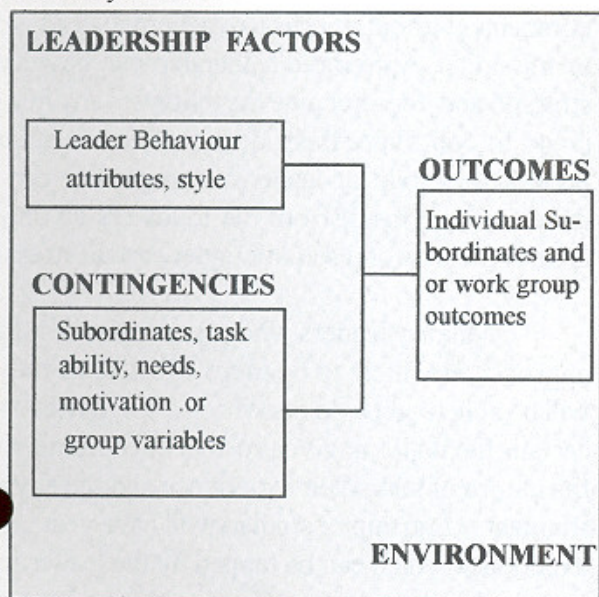 LEADERSHIP FACTORS
Leader Behaviour
attributes, style
OUTCOMES
Individual Su-
bordinates and
or work group
outcomes
CONTINGENCIES
Subordinates, task
ability, needs,
motivation .or
group variables
ENVIRONMENT